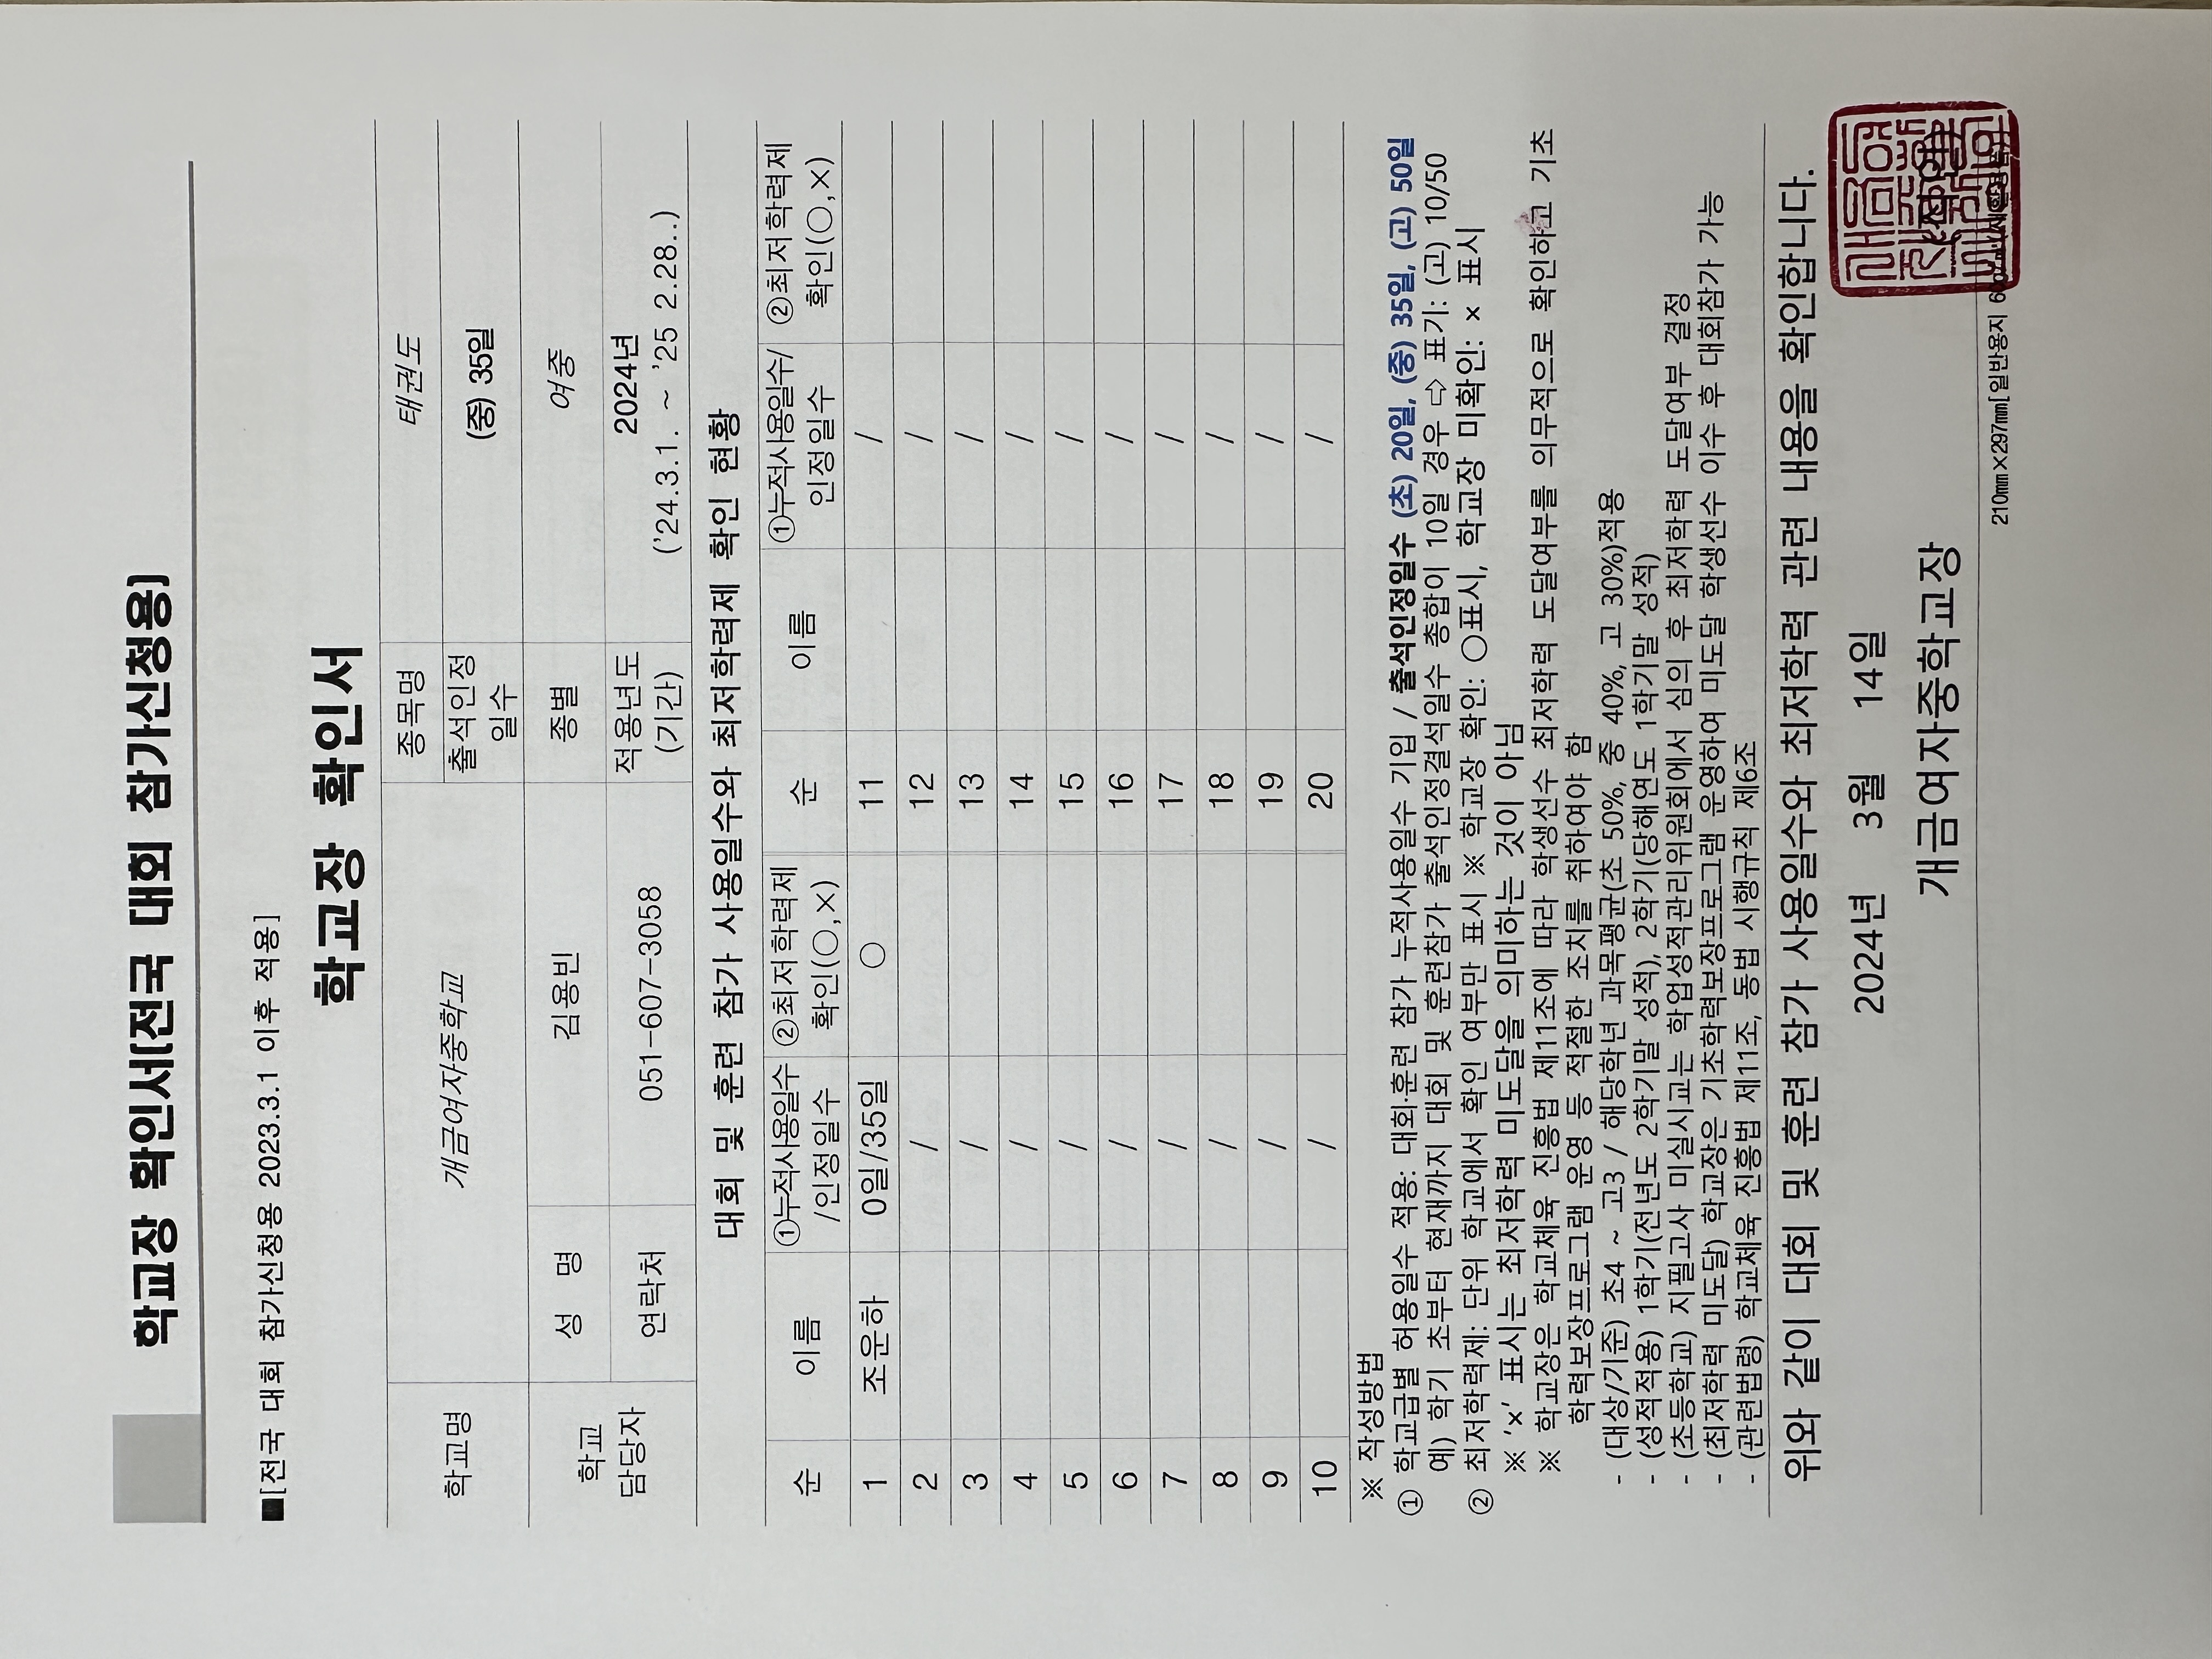 학교장 확인서(전국 대회 참가신청용)
■[전국 대회 참가신청용 2023.3.1 이후 적용]
학교장 확인서
학교명 개금여자중학교 종목명 태권도
출석인정 일수 (중) 35일
학교 담당자 성 명 김용빈 종별 여중
연락처 051-607-3058 적용년도 (기간) 2024년
('24.3.1. ~ '25 2.28..)
대회 및 훈련 참가 사용일수와 최저학력제 확인 현황
순 이름 ①누적사용일수 /인정일수 ②최저학력제 확인(○,×) 순 이름 ①누적사용일수/ 인정일수 ②최저학력제 확인(○,×)
1 조운하 0일/35일 ○ 11 /
2 / 12 /
3 / 13 /
4 / 14 /
5 / 15 /
6 / 16 /
7 / 17 /
8 / 18 /
9 / 19 /
10 / 20 /
※ 작성방법
① 학교급별 허용일수 적용: 대회·훈련 참가 누적사용일수 기입 / 출석인정일수 (초) 20일, (중) 35일, (고) 50일
예) 학기 초부터 현재까지 대회 및 훈련참가 출석인정결석일수 총합이 10일 경우 ⇨ 표기: (고) 10/50
② 최저학력제: 단위 학교에서 확인 여부만 표시 ※ 학교장 확인: ○표시, 학교장 미확인: × 표시
※ '×' 표시는 최저학력 미도달을 의미하는 것이 아님
※ 학교장은 학교체육 진흥법 제11조에 따라 학생선수 최저학력 도달여부를 의무적으로 확인하고 기초
학력보장프로그램 운영 등 적절한 조치를 취하여야 함
- (대상/기준) 초4 ~ 고3 / 해당학년 과목평균(초 50%, 중 40%, 고 30%)적용
- (성적적용) 1학기(전년도 2학기말 성적), 2학기(당해연도 1학기말 성적)
- (초등학교) 지필고사 미실시교는 학업성적관리위원회에서 심의 후 최저학력 도달여부 결정
- (최저학력 미도달) 학교장은 기초학력보장프로그램 운영하여 미도달 학생선수 이수 후 대회참가 가능
- (관련법령) 학교체육 진흥법 제11조, 동법 시행규칙 제6조
위와 같이 대회 및 훈련 참가 사용일수와 최저학력 관련 내용을 확인합니다.
2024년 3월 14일
개금여자중학교장
210㎜×297㎜[일반용지